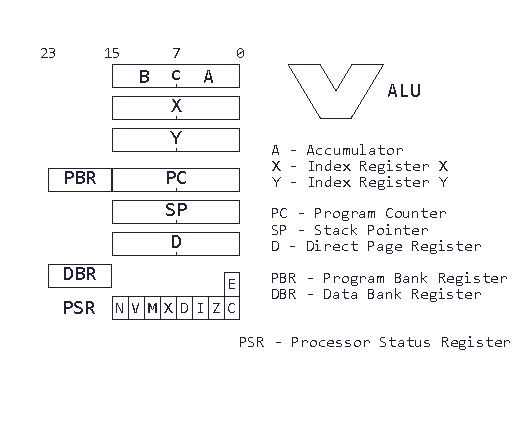 23 15 7 0
B C A
ALU
X
Y
A - Accumulator
X - Index Register X
Y - Index Register Y
PBR PC
SP
D
PC - Program Counter
SP - Stack Pointer
D - Direct Page Register
DBR
E
PSR N V M X D I Z C
PBR - Program Bank Register
DBR - Data Bank Register
PSR - Processor Status Register